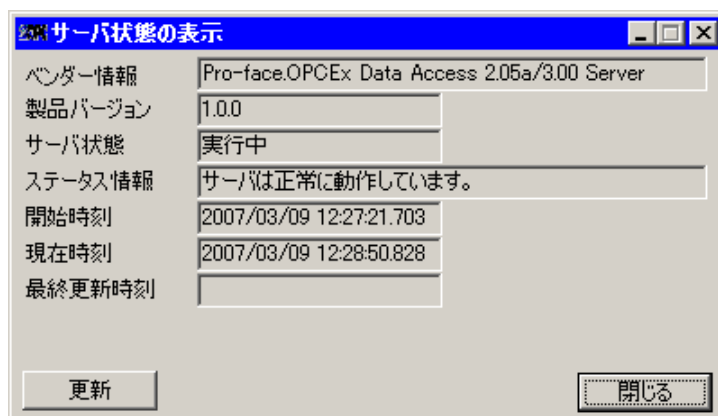 サーバ状態の表示
ベンダー情報 Pro-face.OPCEx Data Access 2.05a/3.00 Server
製品バージョン 1.0.0
サーバ状態 実行中
ステータス情報 サーバは正常に動作しています。
開始時刻 2007/03/09 12:27:21.703
現在時刻 2007/03/09 12:28:50.828
最終更新時刻
更新 閉じる